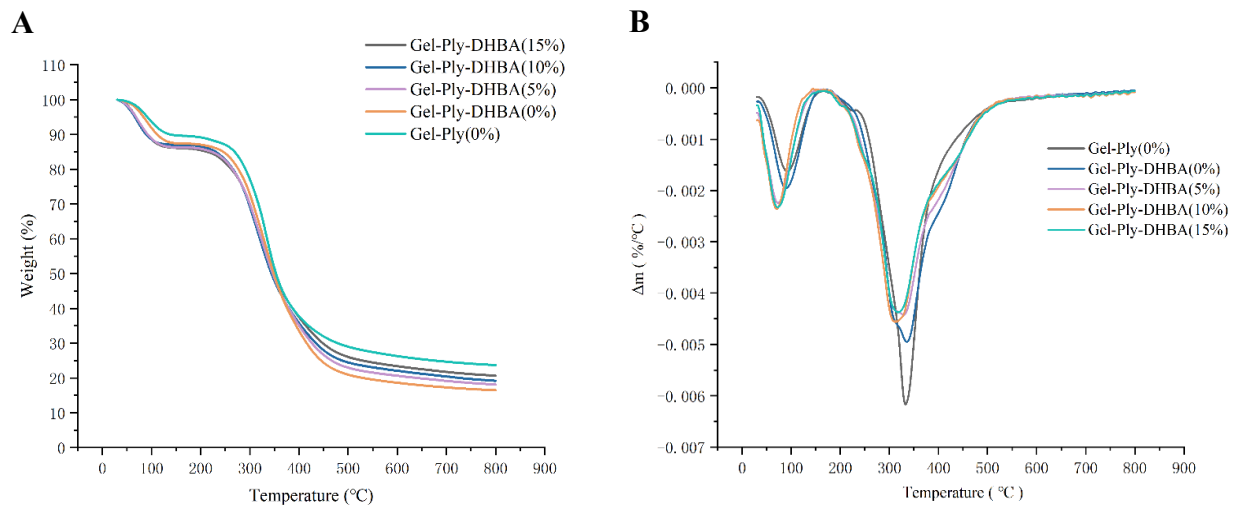 A
Gel-Ply-DHBA(15%)
Gel-Ply-DHBA(10%)
Gel-Ply-DHBA(5%)
Gel-Ply-DHBA(0%)
Gel-Ply(0%)
110
100
90
80
70
60
50
40
30
20
10
0
Weight (%)
0 100 200 300 400 500 600 700 800 900
Temperature (℃)
B
0.000
-0.001
-0.002
-0.003
-0.004
-0.005
-0.006
-0.007
Δm ( %/℃ )
Gel-Ply(0%)
Gel-Ply-DHBA(0%)
Gel-Ply-DHBA(5%)
Gel-Ply-DHBA(10%)
Gel-Ply-DHBA(15%)
0 100 200 300 400 500 600 700 800 900
Temperature ( ℃ )